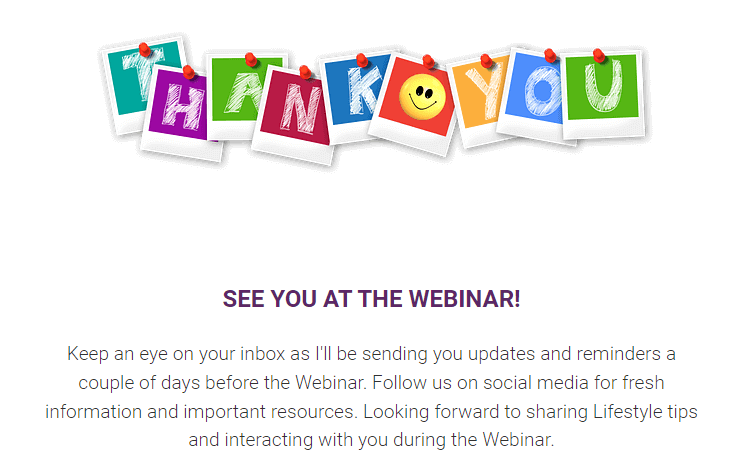 THANK YOU
SEE YOU AT THE WEBINAR!
Keep an eye on your inbox as I'll be sending you updates and reminders a
couple of days before the Webinar. Follow us on social media for fresh
information and important resources. Looking forward to sharing Lifestyle tips
and interacting with you during the Webinar.